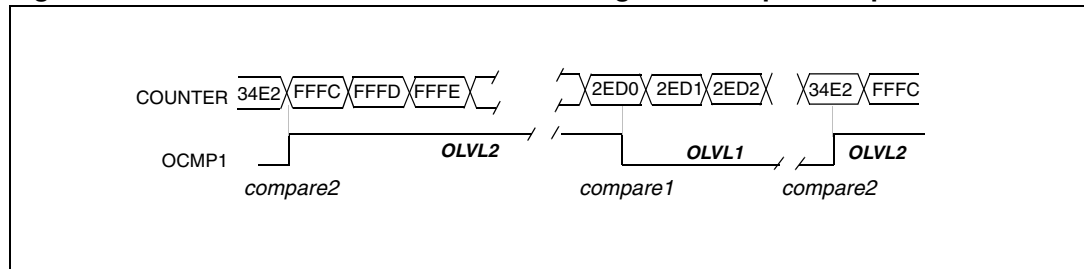 COUNTER 34E2 FFFC FFFD FFFE 2ED0 2ED1 2ED2 34E2 FFFC
OCMP1 OLVL2 OLVL1 OLVL2
compare2 compare1 compare2